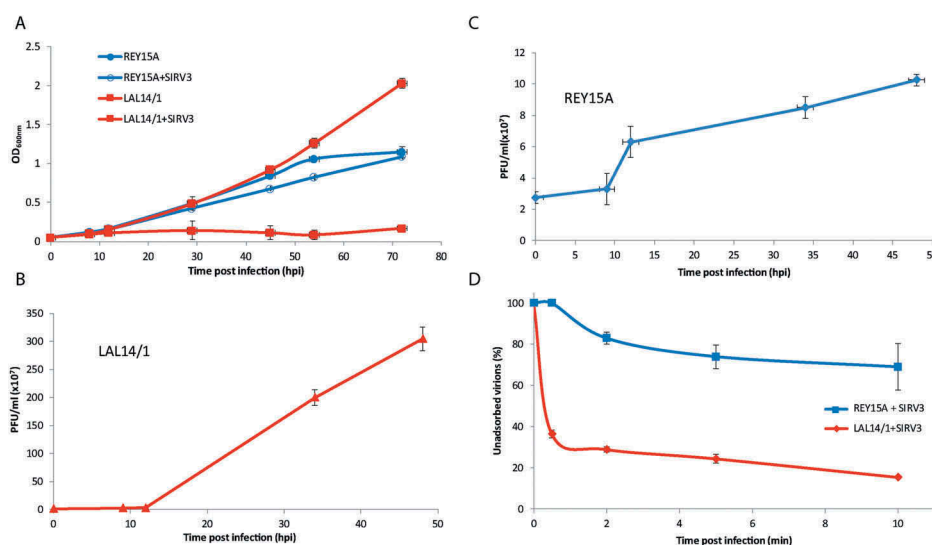 A
2.5
2
1.5
1
0.5
0
OD600nm
REY15A
REY15A+SIRV3
LAL14/1
LAL14/1+SIRV3
0 10 20 30 40 50 60 70 80
Time post infection (hpi)
B
350
300
250
200
150
100
50
0
PFU/ml (x10⁷)
LAL14/1
0 10 20 30 40 50
Time post infection (hpi)
C
12
10
8
6
4
2
0
PFU/ml(x10⁷)
REY15A
0 5 10 15 20 25 30 35 40 45 50
Time post infection (hpi)
D
100
80
60
40
20
0
Unadsorbed virions (%)
REY15A + SIRV3
LAL14/1+SIRV3
0 2 4 6 8 10
Time post infection (min)